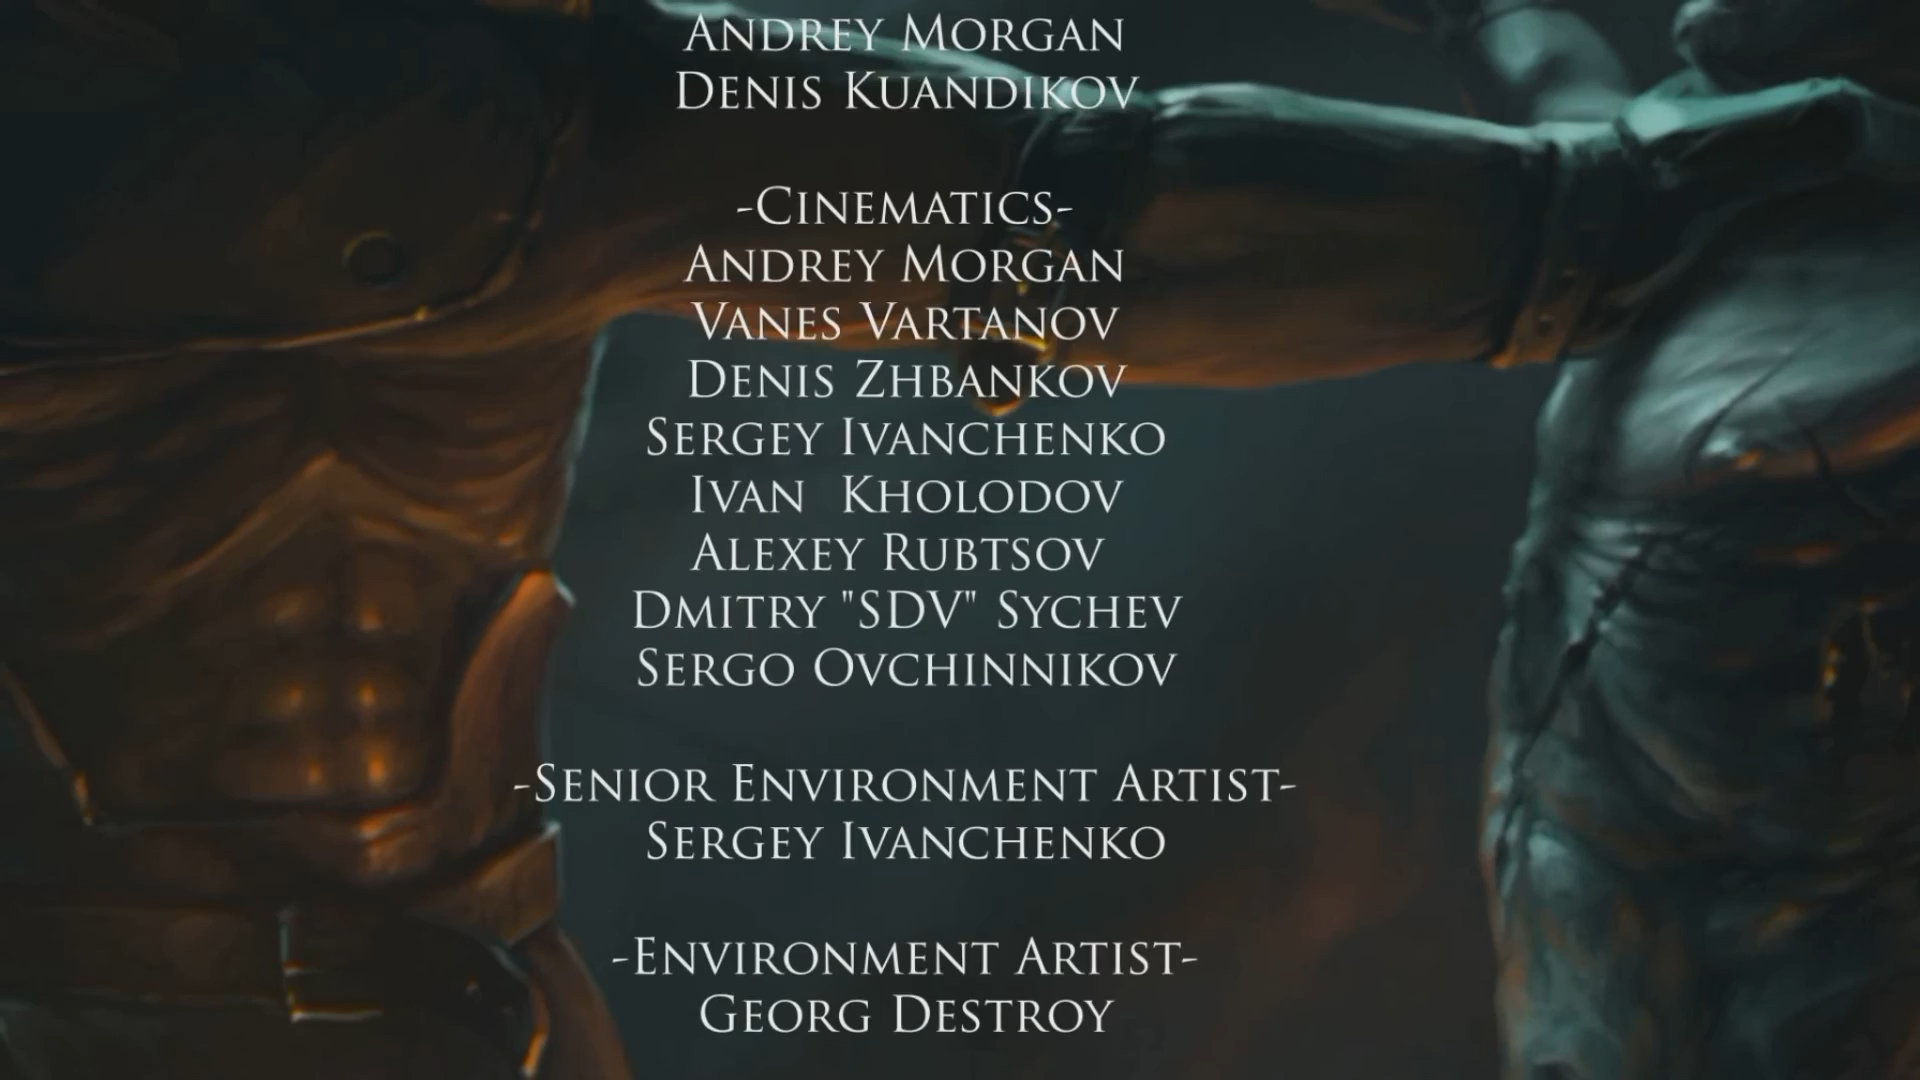 Andrey Morgan
Denis Kuandikov
-Cinematics-
Andrey Morgan
Vanes Vartanov
Denis Zhbankov
Sergey Ivanchenko
Ivan  Kholodov
Alexey Rubtsov
Dmitry "SDV" Sychev
Sergo Ovchinnikov
-Senior Environment Artist-
Sergey Ivanchenko
-Environment Artist-
Georg Destroy